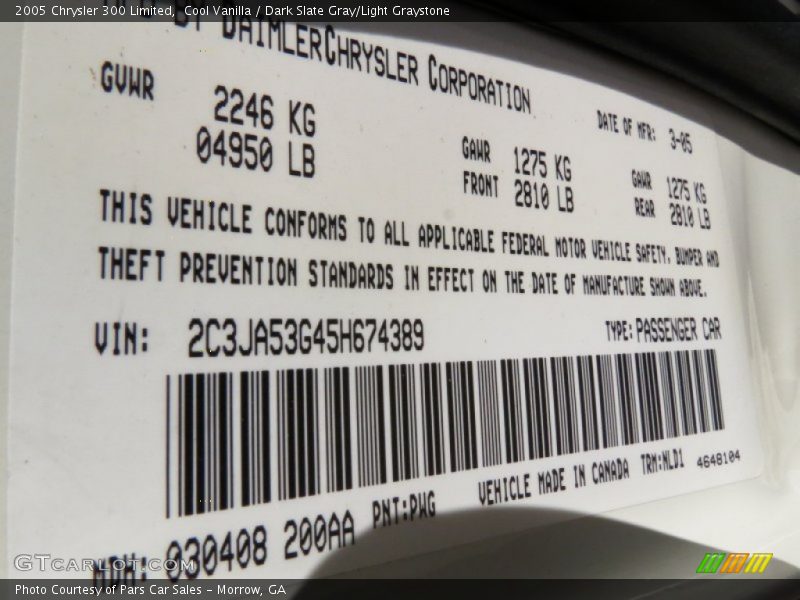 2005 Chrysler 300 Limited, Cool Vanilla / Dark Slate Gray/Light Graystone
BY DAIMLERCHRYSLER CORPORATION
GVWR 2246 KG
04950 LB
DATE OF MFR: 3-05
GAWR 1275 KG
FRONT 2810 LB
GAWR 1275 KG
REAR 2810 LB
THIS VEHICLE CONFORMS TO ALL APPLICABLE FEDERAL MOTOR VEHICLE SAFETY, BUMPER AND
THEFT PREVENTION STANDARDS IN EFFECT ON THE DATE OF MANUFACTURE SHOWN ABOVE.
VIN: 2C3JA53G45H674389 TYPE: PASSENGER CAR
MDH: 030408 200AA PNT:PWG VEHICLE MADE IN CANADA TRM:NLD1 4648104
GTCarLot.com
Photo Courtesy of Pars Car Sales - Morrow, GA